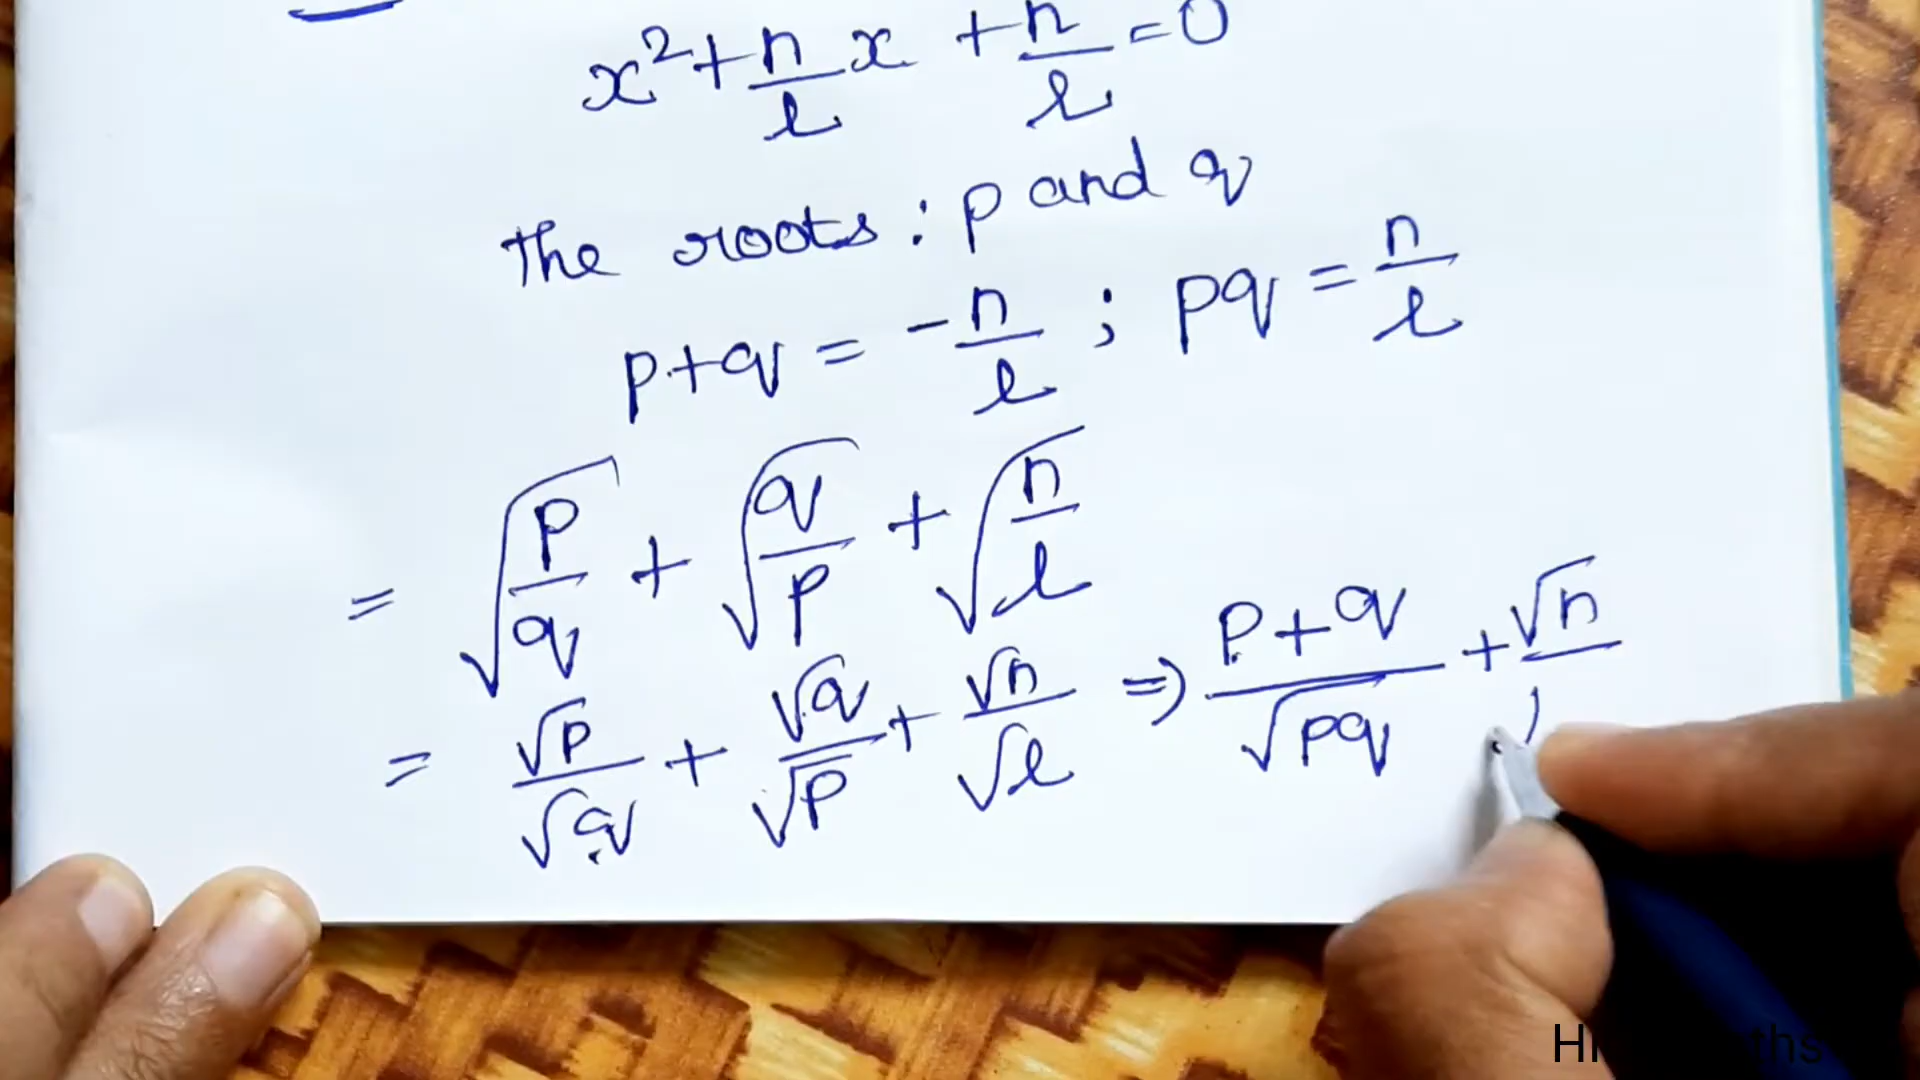 x² + n/l x + n/l = 0
The roots : p and q
p+q = -n/l ; pq = n/l
= √(p/q) + √(q/p) + √(n/l)
= √p/√q + √q/√p + √n/√l ⇒ p+q/√pq + √n/